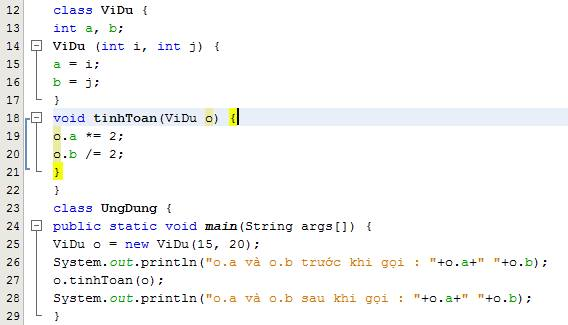 12 class ViDu {
13 int a, b;
14 ViDu (int i, int j) {
15 a = i;
16 b = j;
17 }
18 void tinhToan(ViDu o) {
19 o.a *= 2;
20 o.b /= 2;
21 }
22 }
23 class UngDung {
24 public static void main(String args[]) {
25 ViDu o = new ViDu(15, 20);
26 System.out.println("o.a và o.b trước khi gọi : "+o.a+" "+o.b);
27 o.tinhToan(o);
28 System.out.println("o.a và o.b sau khi gọi : "+o.a+" "+o.b);
29 }